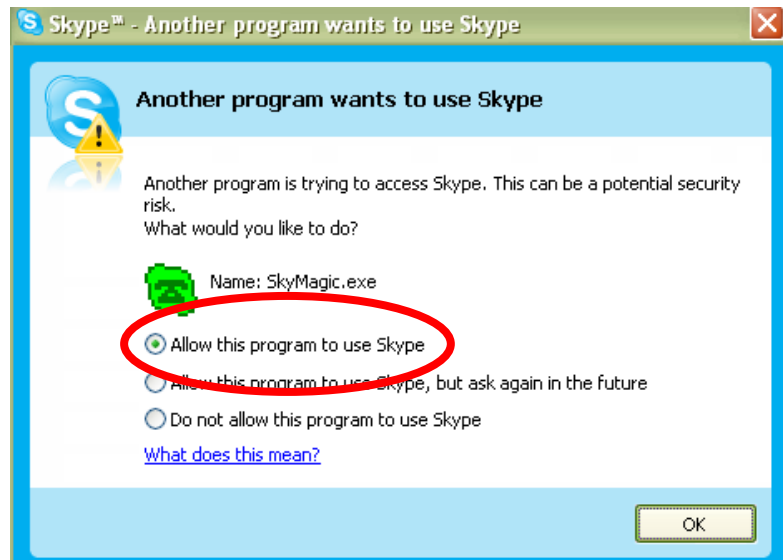 Skype™ - Another program wants to use Skype
Another program wants to use Skype
Another program is trying to access Skype. This can be a potential security
risk.
What would you like to do?
Name: SkyMagic.exe
Allow this program to use Skype
Allow this program to use Skype, but ask again in the future
Do not allow this program to use Skype
What does this mean?
OK